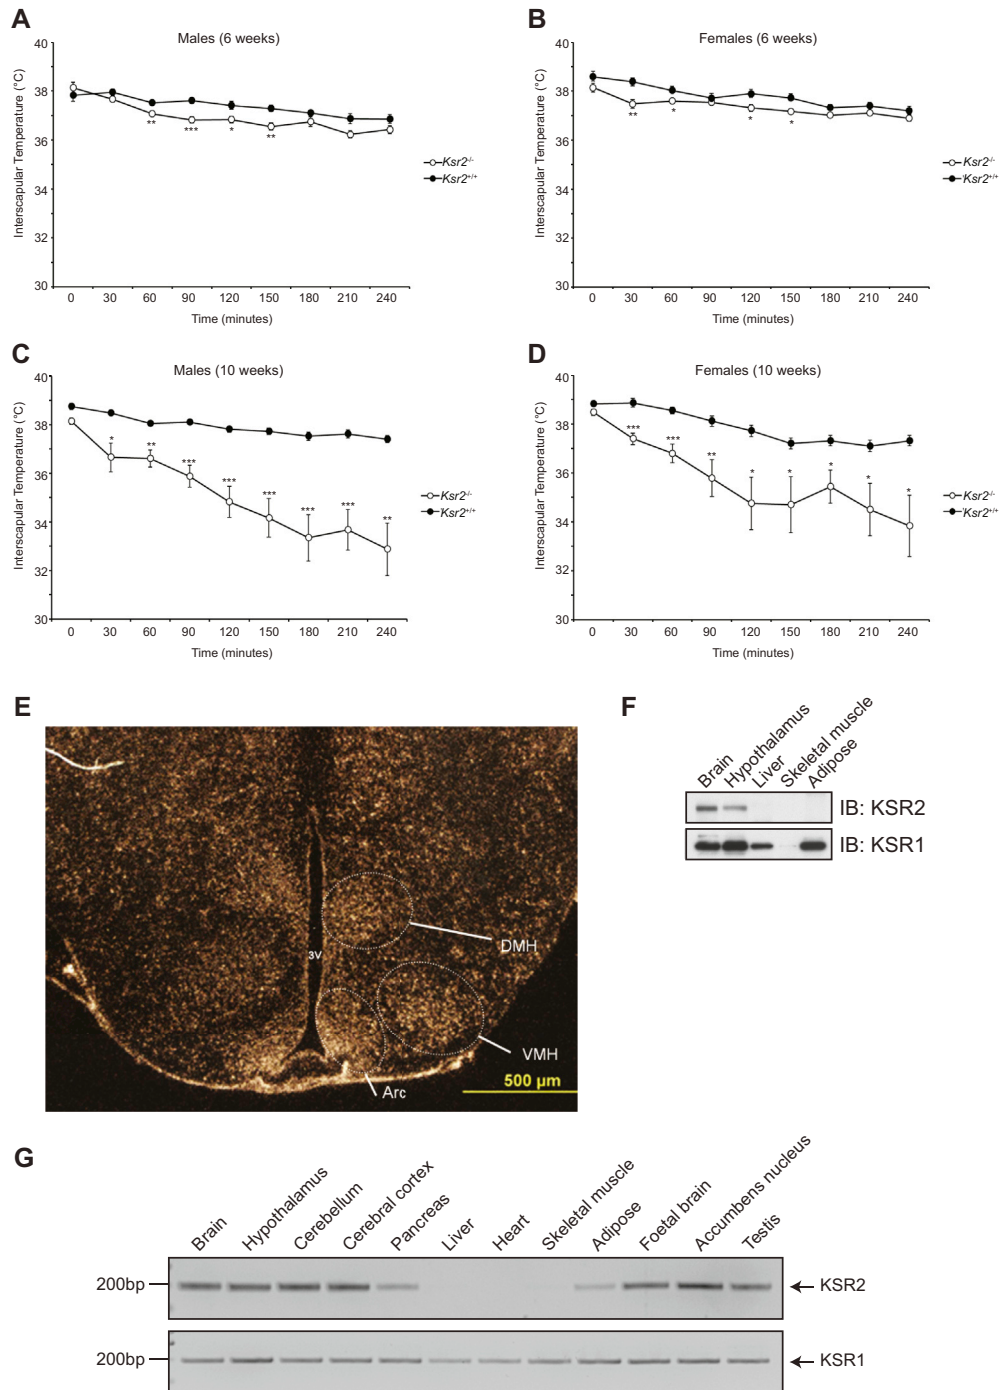 A
Males (6 weeks)
Interscapular Temperature (°C)
40
38
36
34
32
30
0 30 60 90 120 150 180 210 240
Time (minutes)
** *** * **
Ksr2-/-
Ksr2+/+
B
Females (6 weeks)
Interscapular Temperature (°C)
40
38
36
34
32
30
0 30 60 90 120 150 180 210 240
Time (minutes)
** * * *
Ksr2-/-
'Ksr2+/+
C
Males (10 weeks)
Interscapular Temperature (°C)
40
38
36
34
32
30
0 30 60 90 120 150 180 210 240
Time (minutes)
* ** *** *** *** *** *** **
Ksr2-/-
'Ksr2+/+
D
Females (10 weeks)
Interscapular Temperature (°C)
40
38
36
34
32
30
0 30 60 90 120 150 180 210 240
Time (minutes)
*** *** ** * * * * *
Ksr2-/-
'Ksr2+/+
E
3V
DMH
VMH
Arc
500 µm
F
Brain Hypothalamus Liver Skeletal muscle Adipose
IB: KSR2
IB: KSR1
G
Brain Hypothalamus Cerebellum Cerebral cortex Pancreas Liver Heart Skeletal muscle Adipose Foetal brain Accumbens nucleus Testis
200bp KSR2
200bp KSR1